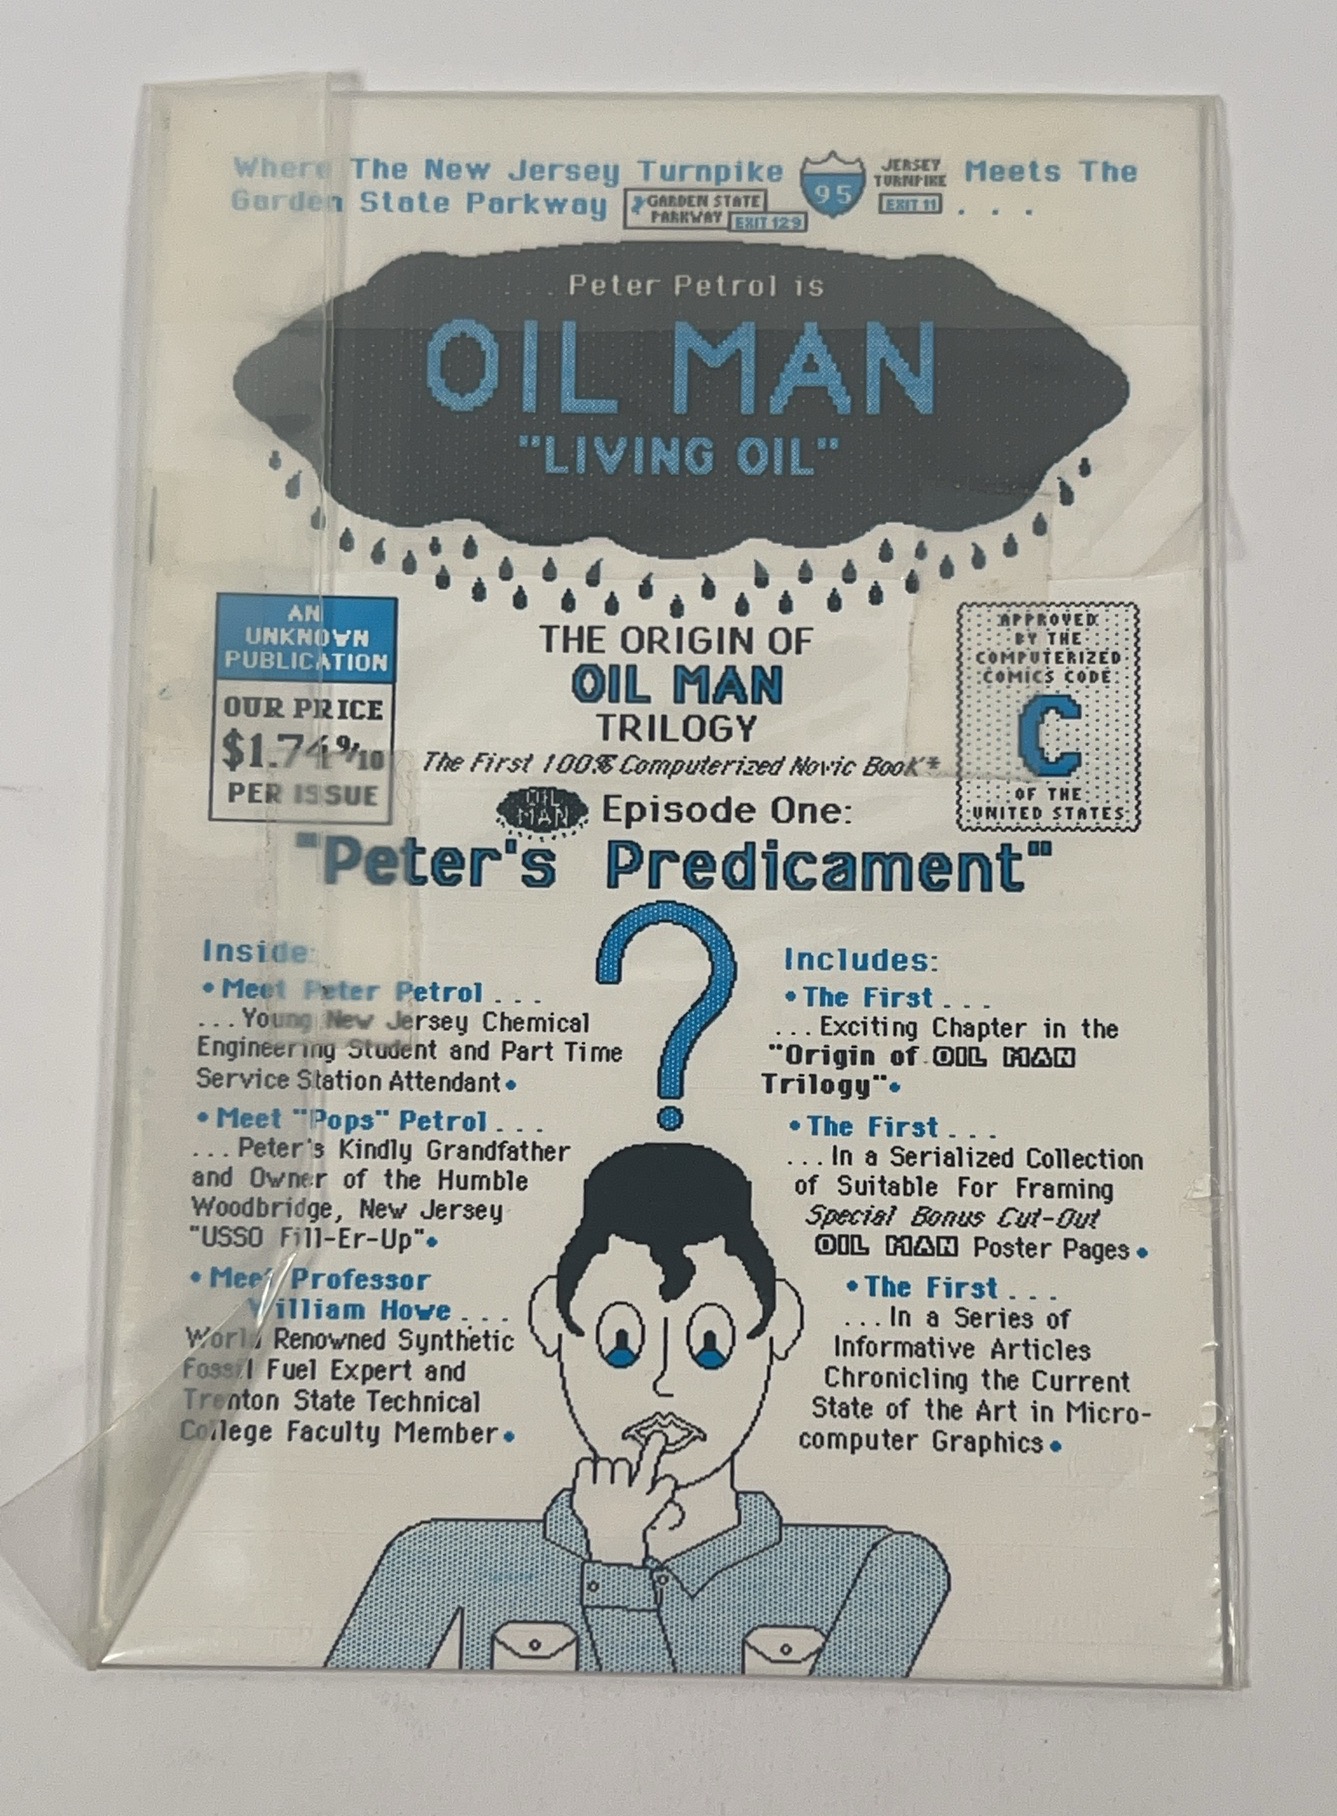 Where The New Jersey Turnpike 95 JERSEY TURNPIKE EXIT 11 Meets The
Garden State Parkway GARDEN STATE PARKWAY EXIT 129 . . .
. . . Peter Petrol is
OIL MAN
"LIVING OIL"
AN
UNKNOWN
PUBLICATION
OUR PRICE
$1.74 9/10
PER ISSUE
THE ORIGIN OF
OIL MAN
TRILOGY
The First 100% Computerized Novic Book*
APPROVED
BY THE
COMPUTERIZED
COMICS CODE
C
OF THE
UNITED STATES
OIL MAN Episode One:
"Peter's Predicament"
?
Inside:
• Meet Peter Petrol . . .
. . . Young New Jersey Chemical
Engineering Student and Part Time
Service Station Attendant •
• Meet "Pops" Petrol . . .
. . . Peter's Kindly Grandfather
and Owner of the Humble
Woodbridge, New Jersey
"USSO Fill-Er-Up" •
• Meet Professor
William Howe . . .
World Renowned Synthetic
Fossil Fuel Expert and
Trenton State Technical
College Faculty Member •
Includes:
• The First . . .
. . . Exciting Chapter in the
"Origin of OIL MAN
Trilogy" •
• The First . . .
. . . In a Serialized Collection
of Suitable For Framing
Special Bonus Cut-Out
OIL MAN Poster Pages •
• The First . . .
. . . In a Series of
Informative Articles
Chronicling the Current
State of the Art in Micro-
computer Graphics •